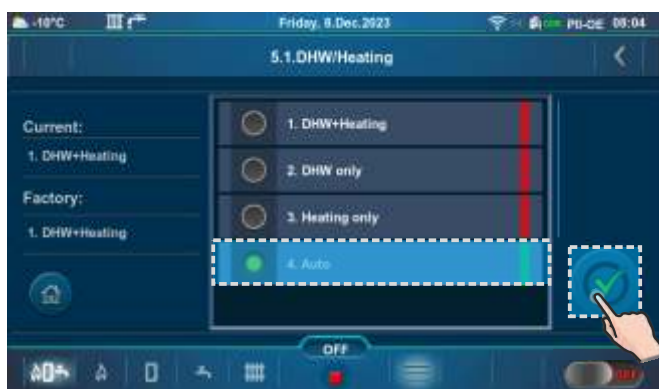 -10°C Friday, 8.Dec.2023 PU-OE 08:04
5.1.DHW/Heating
Current:
1. DHW+Heating
Factory:
1. DHW+Heating
1. DHW+Heating
2. DHW only
3. Heating only
4. Auto
OFF
OFF